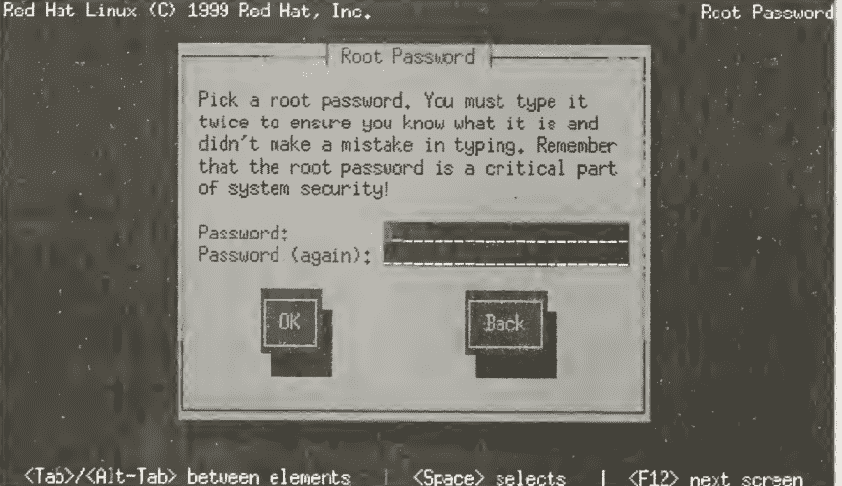 Red Hat Linux (C) 1999 Red Hat, Inc. Root Password
Root Password
Pick a root password. You must type it
twice to ensure you know what it is and
didn't make a mistake in typing. Remember
that the root password is a critical part
of system security!
Password:
Password (again):
OK Back
<Tab>/<Alt-Tab> between elements | <Space> selects | <F12> next screen